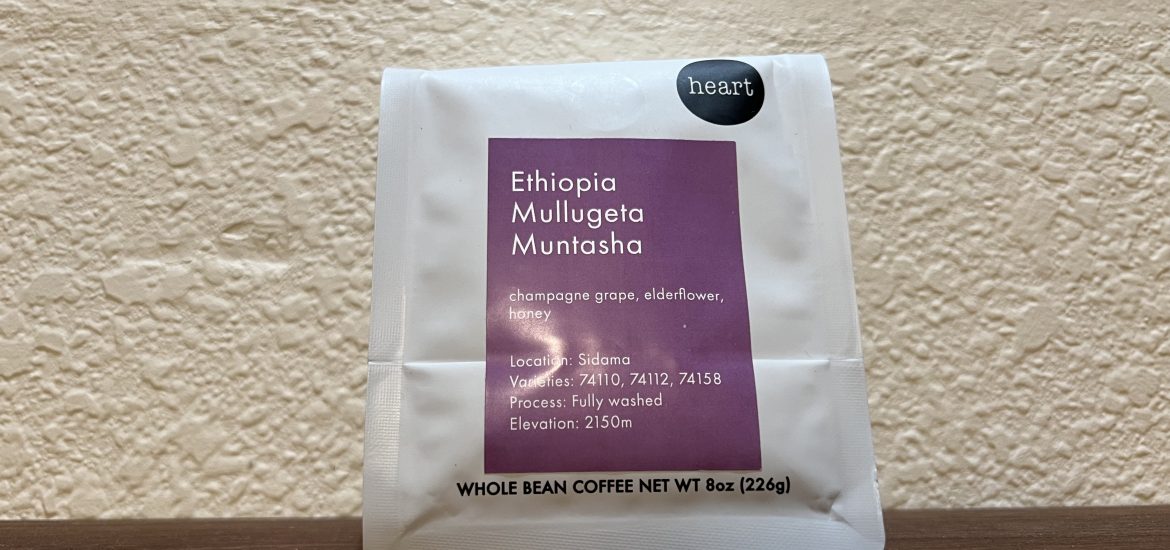 heart
Ethiopia
Mullugeta
Muntasha
champagne grape, elderflower,
honey
Location: Sidama
Varieties: 74110, 74112, 74158
Process: Fully washed
Elevation: 2150m
WHOLE BEAN COFFEE NET WT 8oz (226g)